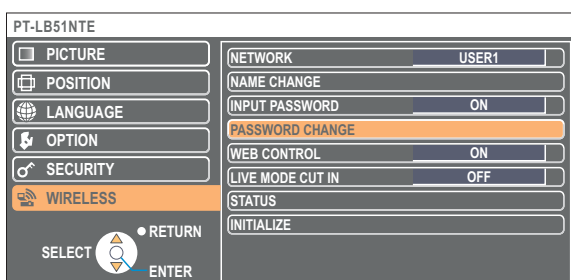 PT-LB51NTE
PICTURE
POSITION
LANGUAGE
OPTION
SECURITY
WIRELESS
RETURN
SELECT
ENTER
NETWORK USER1
NAME CHANGE
INPUT PASSWORD ON
PASSWORD CHANGE
WEB CONTROL ON
LIVE MODE CUT IN OFF
STATUS
INITIALIZE